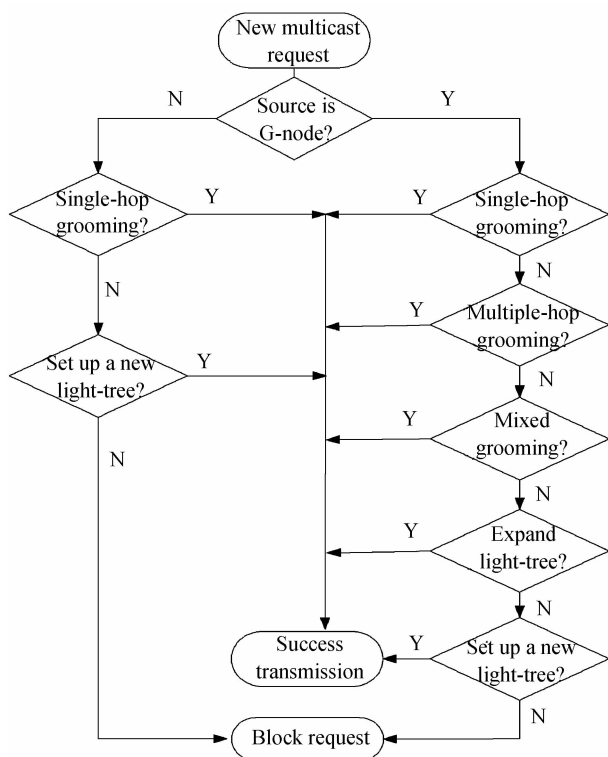 New multicast
request
N
Source is
G-node?
Y
Single-hop
grooming?
Y
Y
Single-hop
grooming?
N
N
Y
Multiple-hop
grooming?
Set up a new
light-tree?
Y
N
Y
Mixed
grooming?
N
N
Y
Expand
light-tree?
N
Success
transmission
Y
Set up a new
light-tree?
N
Block request